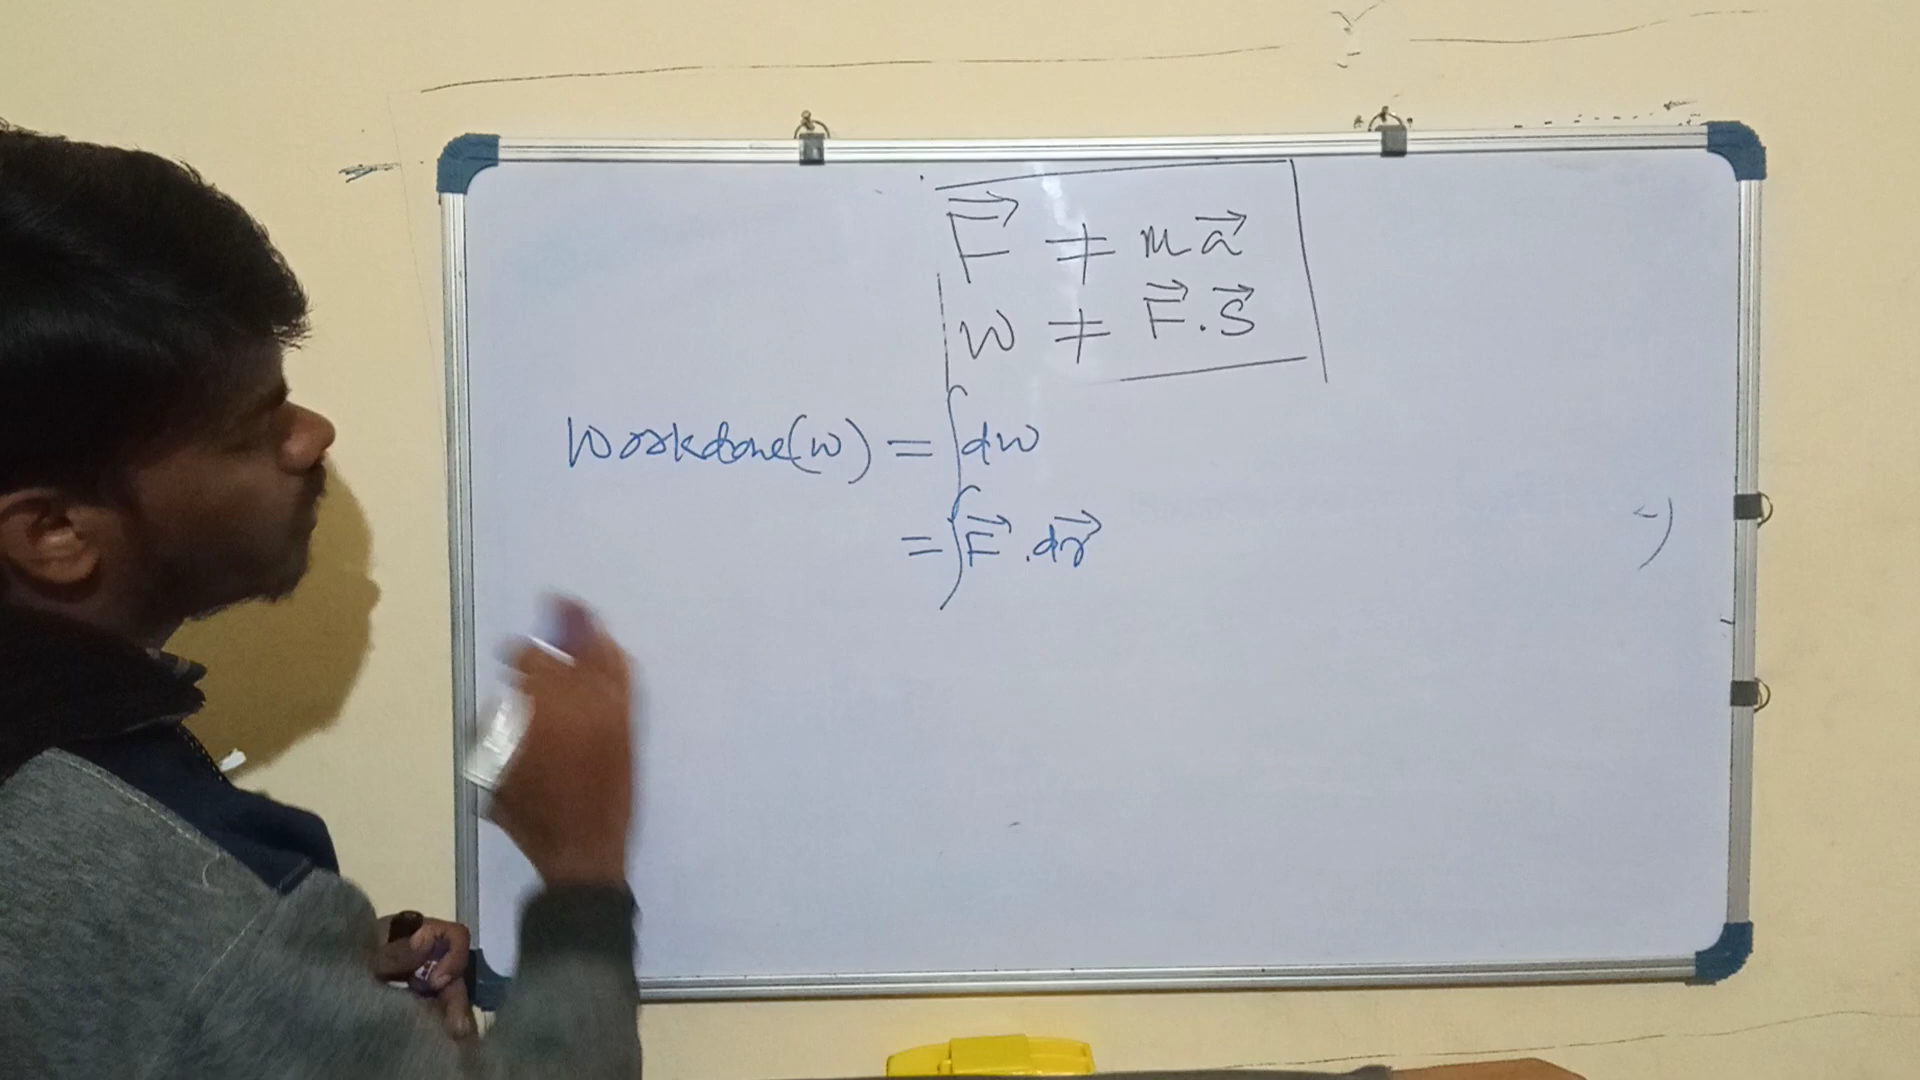 F⃗ ≠ ma⃗
W ≠ F⃗.S⃗
Workdone(W) = ∫dw
= ∫F⃗.dr⃗